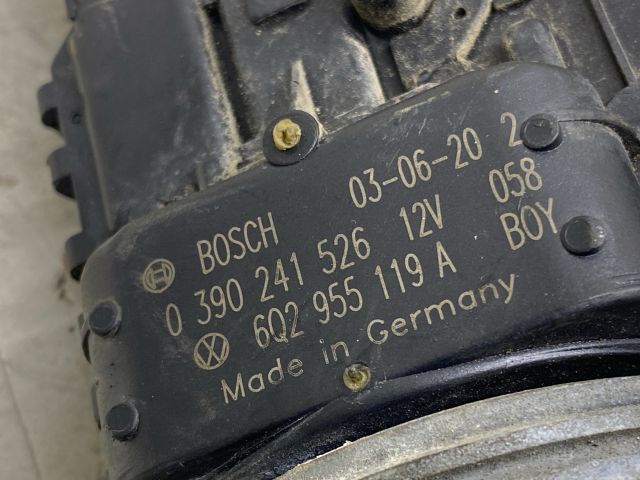 BOSCH 03-06-20 2
0 390 241 526 12V 058
6Q2 955 119 A BOY
Made in Germany